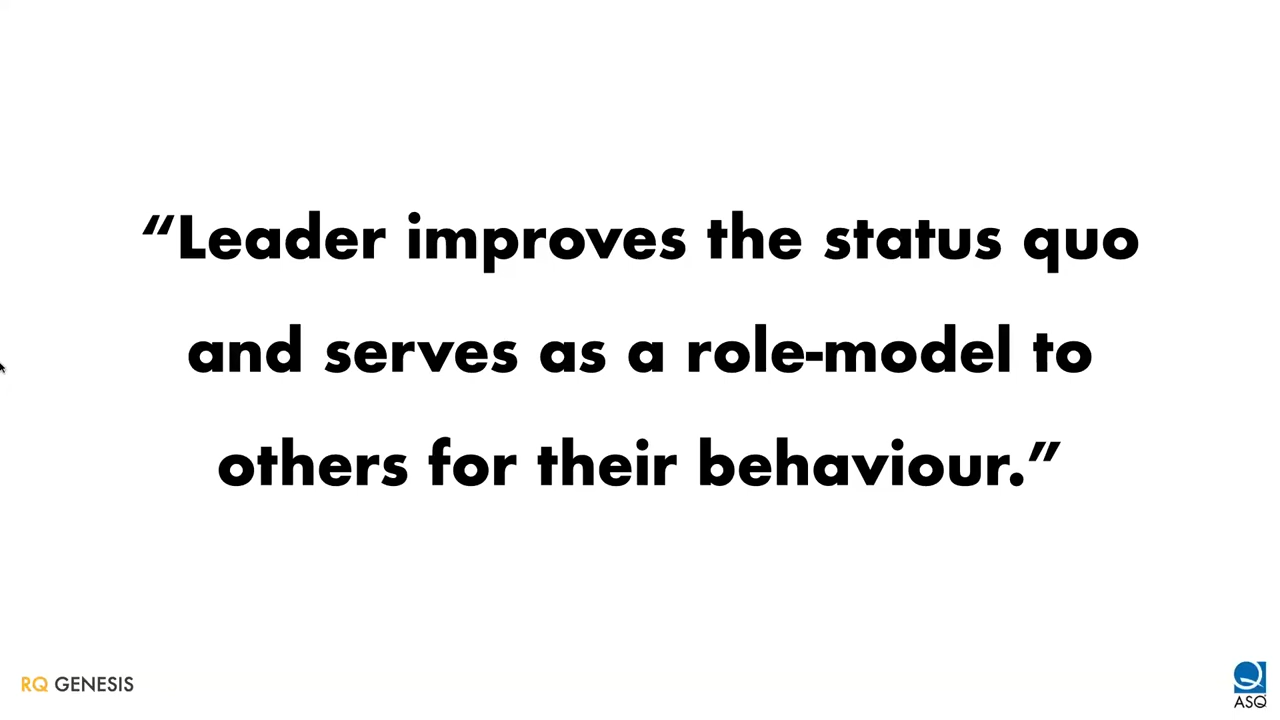 “Leader improves the status quo
and serves as a role-model to
others for their behaviour.”
RQ GENESIS
ASQ